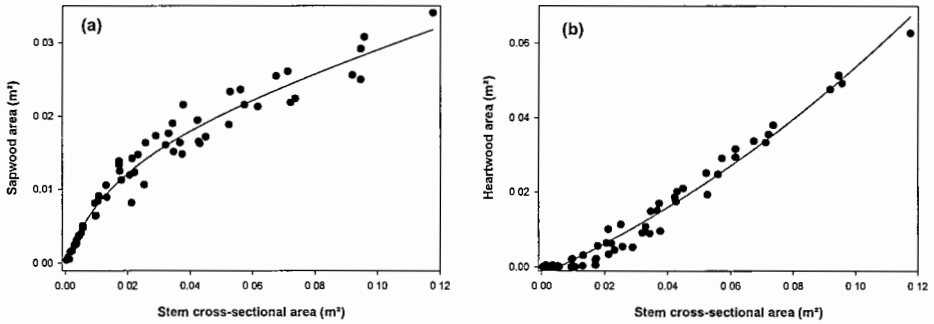 (a)
Sapwood area (m²)
0.03
0.02
0.01
0.00
0.00 0.02 0.04 0.06 0.08 0.10 0.12
Stem cross-sectional area (m²)
(b)
Heartwood area (m²)
0.06
0.04
0.02
0.00
0.00 0.02 0.04 0.06 0.08 0.10 0.12
Stem cross-sectional area (m²)